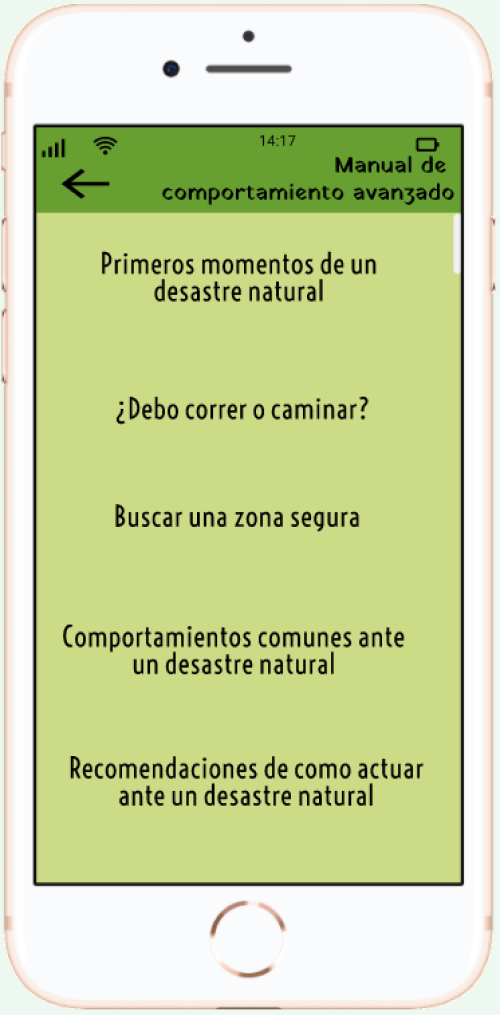 14:17
Manual de
comportamiento avanzado
Primeros momentos de un
desastre natural
¿Debo correr o caminar?
Buscar una zona segura
Comportamientos comunes ante
un desastre natural
Recomendaciones de como actuar
ante un desastre natural